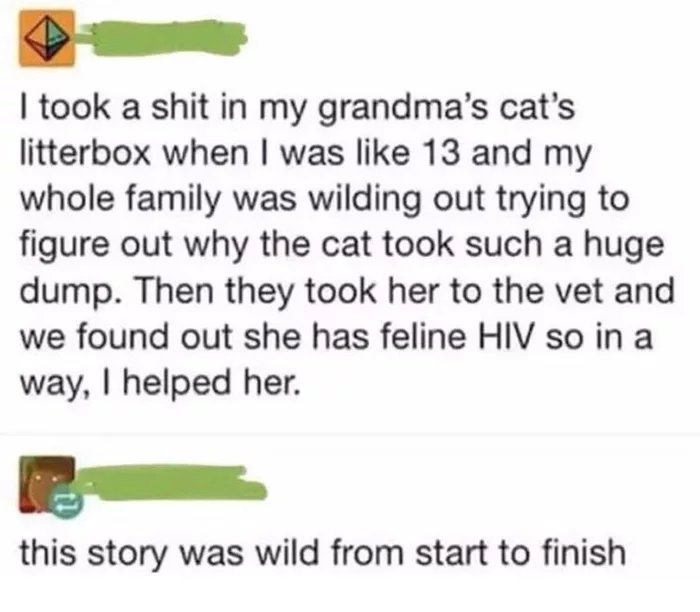 I took a shit in my grandma's cat's
litterbox when I was like 13 and my
whole family was wilding out trying to
figure out why the cat took such a huge
dump. Then they took her to the vet and
we found out she has feline HIV so in a
way, I helped her.
this story was wild from start to finish